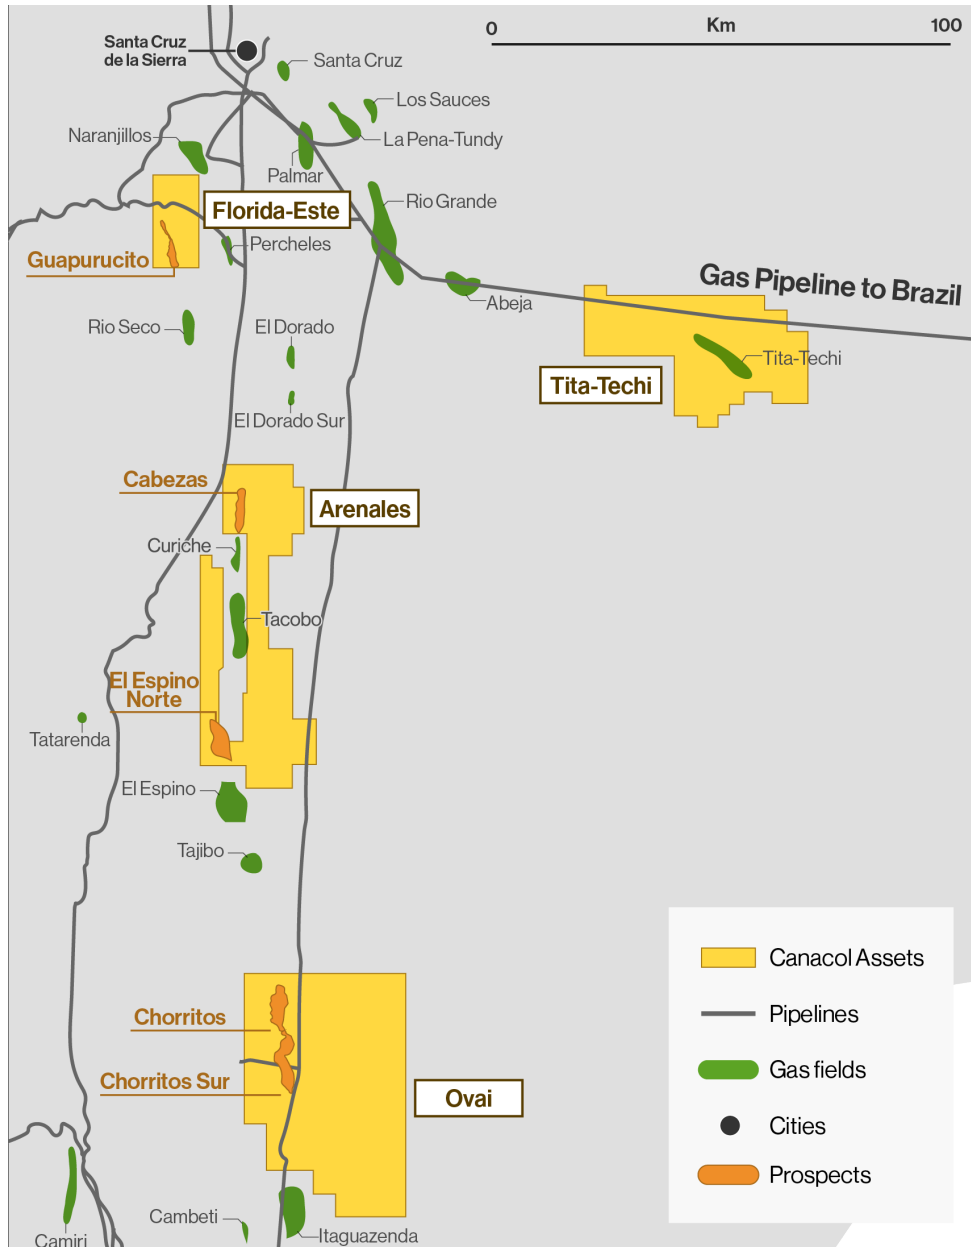 0
Km
100
Santa Cruz
de la Sierra
Santa Cruz
Los Sauces
Naranjillos
La Pena-Tundy
Palmar
Rio Grande
Florida-Este
Percheles
Guapurucito
Gas Pipeline to Brazil
Abeja
Rio Seco
El Dorado
Tita-Techi
Tita-Techi
El Dorado Sur
Cabezas
Arenales
Curiche
Tacobo
El Espino
Norte
Tatarenda
El Espino
Tajibo
Canacol Assets
Pipelines
Chorritos
Gas fields
Chorritos Sur
Ovai
Cities
Prospects
Cambeti
Itaguazenda
Camiri